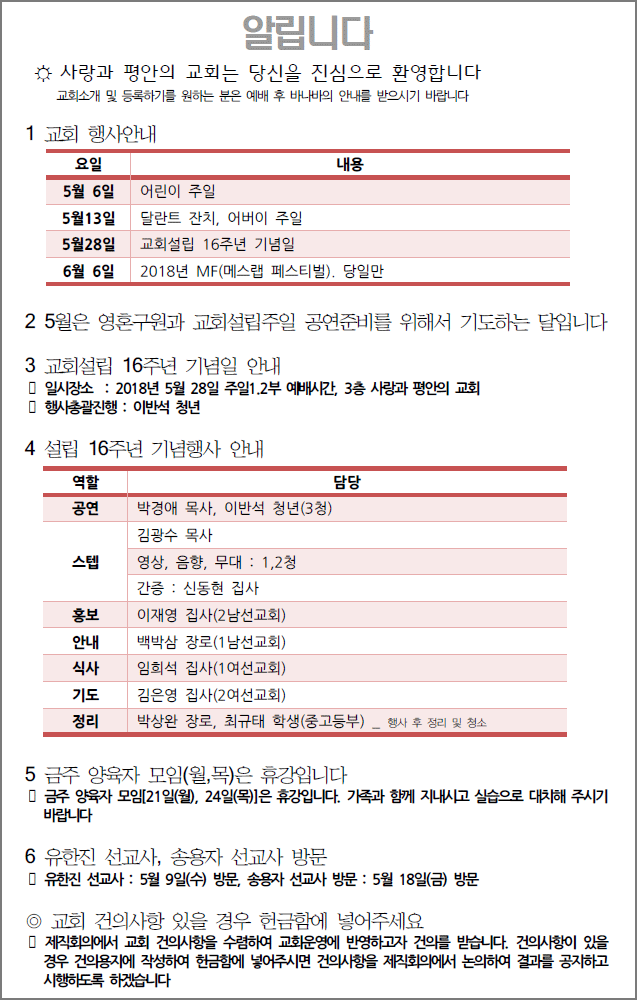 알립니다
☼ 사랑과 평안의 교회는 당신을 진심으로 환영합니다
교회소개 및 등록하기를 원하는 분은 예배 후 바나바의 안내를 받으시기 바랍니다
1 교회 행사안내
요일 내용
5월 6일 어린이 주일
5월13일 달란트 잔치, 어버이 주일
5월28일 교회설립 16주년 기념일
6월 6일 2018년 MF(메스랩 페스티벌). 당일만
2 5월은 영혼구원과 교회설립주일 공연준비를 위해서 기도하는 달입니다
3 교회설립 16주년 기념일 안내
▯ 일시장소 : 2018년 5월 28일 주일1.2부 예배시간, 3층 사랑과 평안의 교회
▯ 행사총괄진행 : 이반석 청년
4 설립 16주년 기념행사 안내
역할 담당
공연 박경애 목사, 이반석 청년(3청)
스텝 김광수 목사
영상, 음향, 무대 : 1,2청
간증 : 신동현 집사
홍보 이재영 집사(2남선교회)
안내 백박삼 장로(1남선교회)
식사 임희석 집사(1여선교회)
기도 김은영 집사(2여선교회)
정리 박상완 장로, 최규태 학생(중고등부) _ 행사 후 정리 및 청소
5 금주 양육자 모임(월,목)은 휴강입니다
▯ 금주 양육자 모임[21일(월), 24일(목)]은 휴강입니다. 가족과 함께 지내시고 실습으로 대치해 주시기
바랍니다
6 유한진 선교사, 송용자 선교사 방문
▯ 유한진 선교사 : 5월 9일(수) 방문, 송용자 선교사 방문 : 5월 18일(금) 방문
◎ 교회 건의사항 있을 경우 헌금함에 넣어주세요
▯ 제직회의에서 교회 건의사항을 수렴하여 교회운영에 반영하고자 건의를 받습니다. 건의사항이 있을
경우 건의용지에 작성하여 헌금함에 넣어주시면 건의사항을 제직회의에서 논의하여 결과를 공지하고
시행하도록 하겠습니다